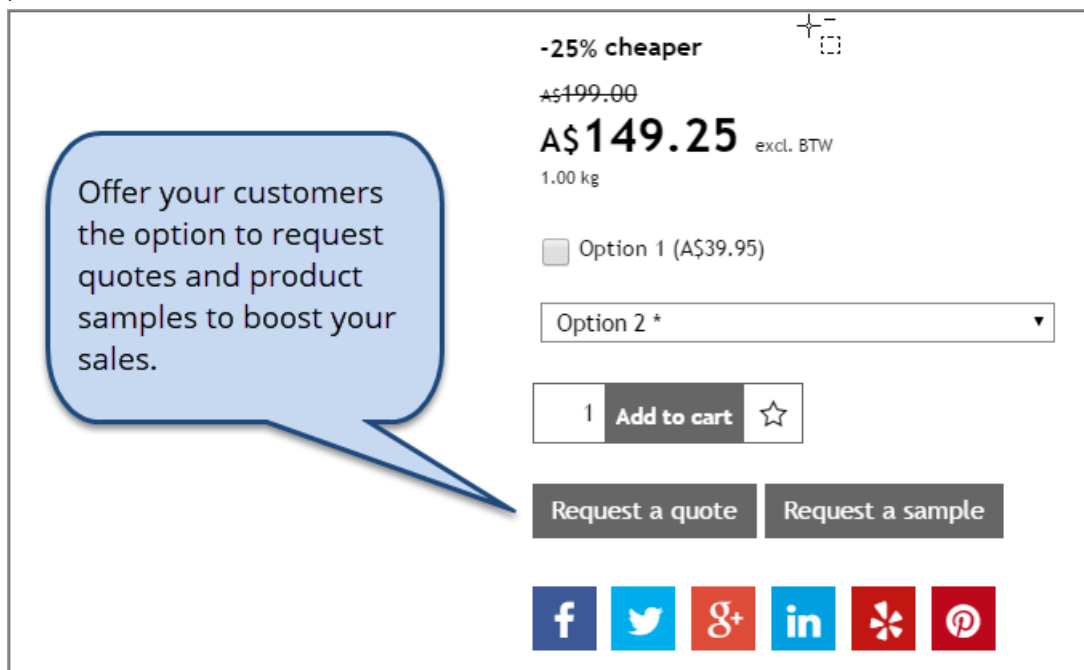 -25% cheaper
A$199.00
A$149.25 excl. BTW
1.00 kg
Offer your customers
the option to request
quotes and product
samples to boost your
sales.
Option 1 (A$39.95)
Option 2 *
1 Add to cart
Request a quote Request a sample
f g+ in